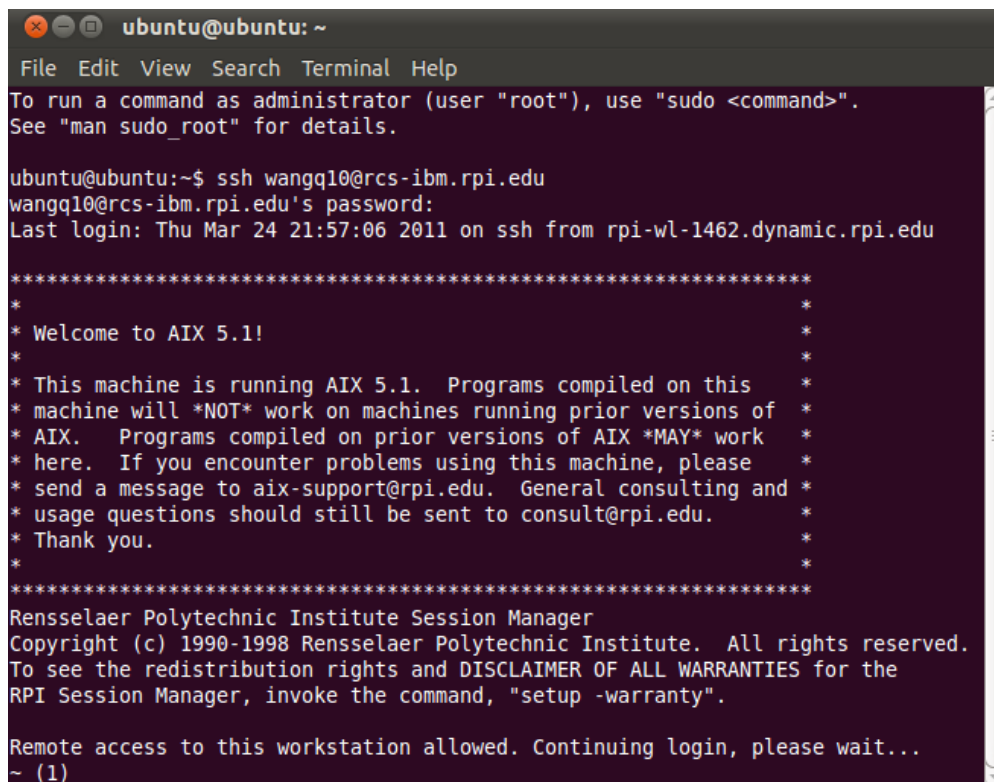 ubuntu@ubuntu: ~
File Edit View Search Terminal Help
To run a command as administrator (user "root"), use "sudo <command>".
See "man sudo_root" for details.
ubuntu@ubuntu:~$ ssh wangq10@rcs-ibm.rpi.edu
wangq10@rcs-ibm.rpi.edu's password:
Last login: Thu Mar 24 21:57:06 2011 on ssh from rpi-wl-1462.dynamic.rpi.edu
******************************************************************
*                                                                *
* Welcome to AIX 5.1!                                            *
*                                                                *
* This machine is running AIX 5.1.  Programs compiled on this    *
* machine will *NOT* work on machines running prior versions of  *
* AIX.   Programs compiled on prior versions of AIX *MAY* work   *
* here.  If you encounter problems using this machine, please    *
* send a message to aix-support@rpi.edu.  General consulting and *
* usage questions should still be sent to consult@rpi.edu.       *
* Thank you.                                                     *
*                                                                *
******************************************************************
Rensselaer Polytechnic Institute Session Manager
Copyright (c) 1990-1998 Rensselaer Polytechnic Institute.  All rights reserved.
To see the redistribution rights and DISCLAIMER OF ALL WARRANTIES for the
RPI Session Manager, invoke the command, "setup -warranty".
Remote access to this workstation allowed. Continuing login, please wait...
~ (1)